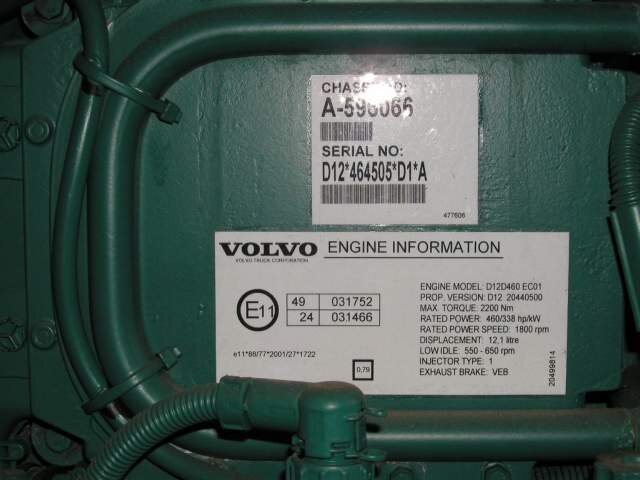 CHASSIS ID:
A-596066
SERIAL NO:
D12*464505*D1*A
477606
VOLVO ENGINE INFORMATION
VOLVO TRUCK CORPORATION
ENGINE MODEL: D12D460 EC01
PROP. VERSION: D12 20440500
MAX. TORQUE: 2200 Nm
RATED POWER: 460/338 hp/kW
RATED POWER SPEED: 1800 rpm
DISPLACEMENT: 12,1 litre
LOW IDLE: 550 - 650 rpm
INJECTOR TYPE: 1
EXHAUST BRAKE: VEB
E11
49 031752
24 031466
e11*88/77*2001/27*1722
0,79
20499814